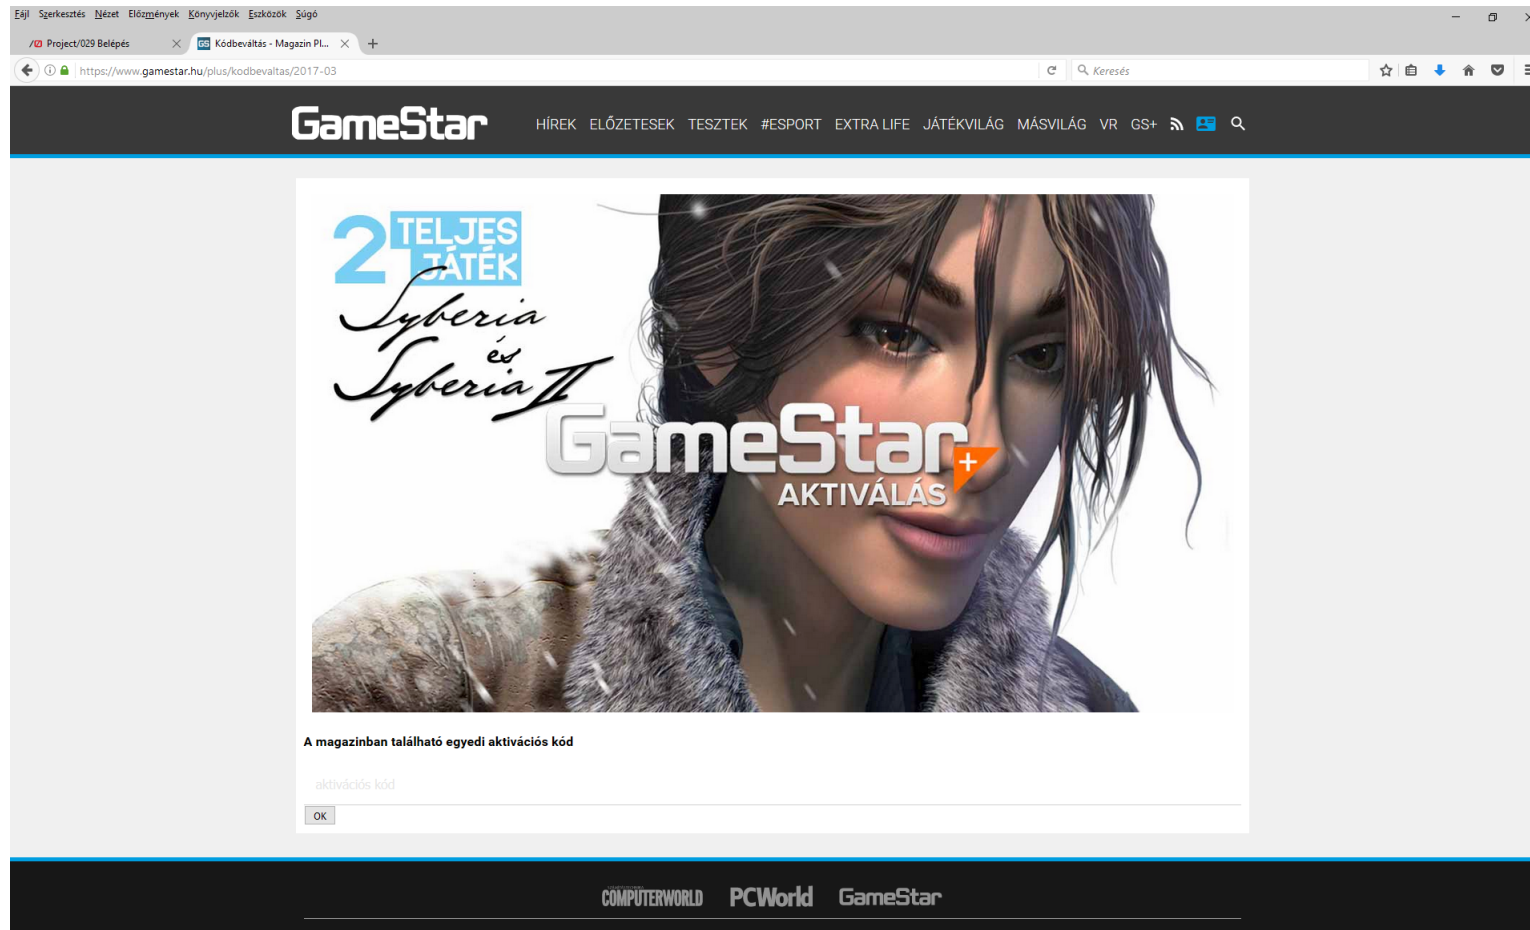 Fájl Szerkesztés Nézet Előzmények Könyvjelzők Eszközök Súgó
Project/029 Belépés
GS Kódbeváltás - Magazin Pl...
https://www.gamestar.hu/plus/kodbevaltas/2017-03
Keresés
GameStar
HÍREK ELŐZETESEK TESZTEK #ESPORT EXTRA LIFE JÁTÉKVILÁG MÁSVILÁG VR GS+
2 TELJES
JÁTÉK
Syberia
és
Syberia II
GameStar+
AKTIVÁLÁS
A magazinban található egyedi aktivációs kód
aktivációs kód
OK
COMPUTERWORLD PCWorld GameStar